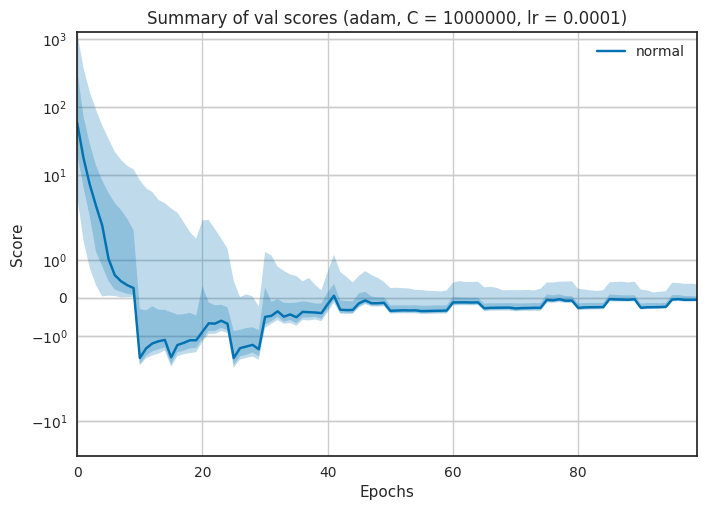 Summary of val scores (adam, C = 1000000, lr = 0.0001)
normal
10³
10²
10¹
10⁰
0
−10⁰
−10¹
Score
0 20 40 60 80
Epochs